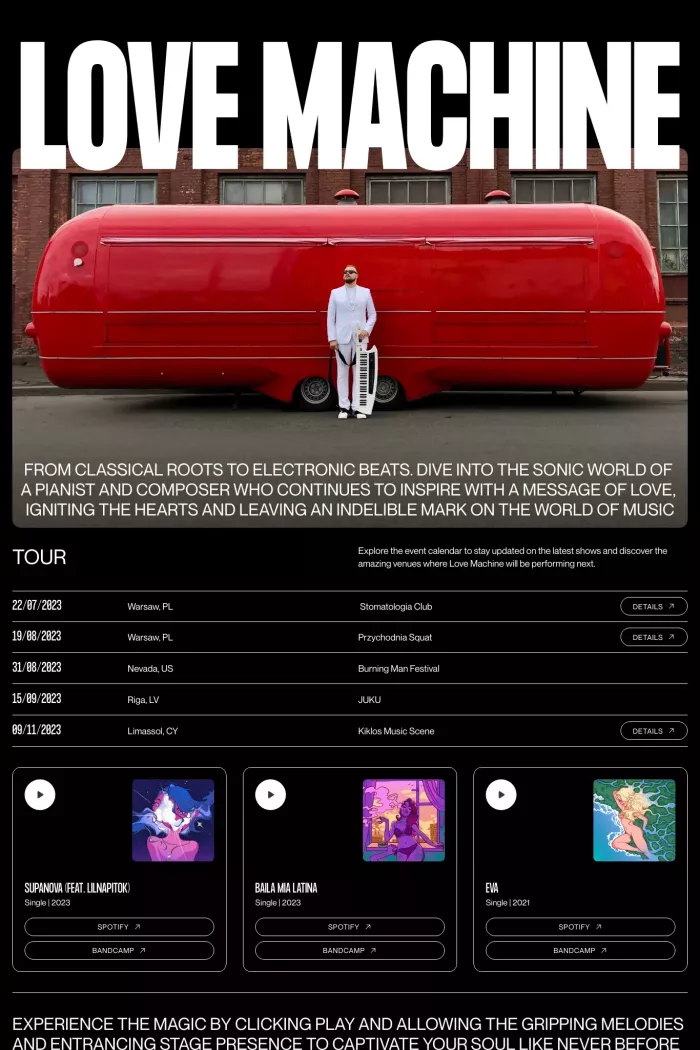 LOVE MACHINE
FROM CLASSICAL ROOTS TO ELECTRONIC BEATS. DIVE INTO THE SONIC WORLD OF
A PIANIST AND COMPOSER WHO CONTINUES TO INSPIRE WITH A MESSAGE OF LOVE,
IGNITING THE HEARTS AND LEAVING AN INDELIBLE MARK ON THE WORLD OF MUSIC
TOUR
Explore the event calendar to stay updated on the latest shows and discover the
amazing venues where Love Machine will be performing next.
22/07/2023 Warsaw, PL Stomatologia Club DETAILS ↗
19/08/2023 Warsaw, PL Przychodnia Squat DETAILS ↗
31/08/2023 Nevada, US Burning Man Festival
15/09/2023 Riga, LV JUKU
09/11/2023 Limassol, CY Kiklos Music Scene DETAILS ↗
SUPANOVA (FEAT. LILNAPITOK)
Single | 2023
SPOTIFY ↗
BANDCAMP ↗
BAILA MIA LATINA
Single | 2023
SPOTIFY ↗
BANDCAMP ↗
EVA
Single | 2021
SPOTIFY ↗
BANDCAMP ↗
EXPERIENCE THE MAGIC BY CLICKING PLAY AND ALLOWING THE GRIPPING MELODIES
AND ENTRANCING STAGE PRESENCE TO CAPTIVATE YOUR SOUL LIKE NEVER BEFORE